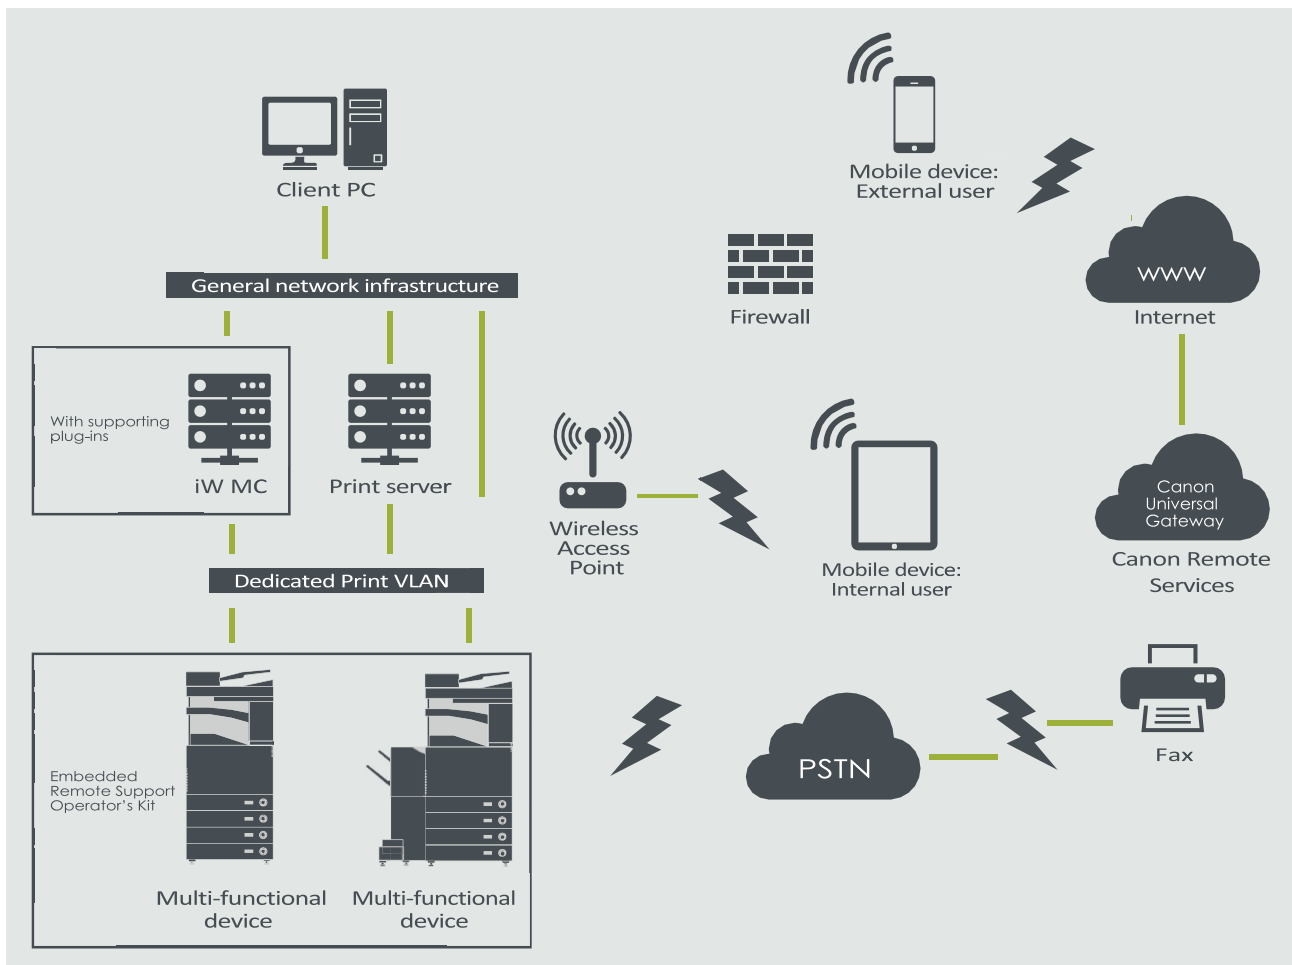 Client PC
General network infrastructure
With supporting
plug-ins
iW MC
Print server
Dedicated Print VLAN
Embedded
Remote Support
Operator's Kit
Multi-functional
device
Multi-functional
device
Wireless
Access
Point
Firewall
Mobile device:
External user
Mobile device:
Internal user
WWW
Internet
Canon
Universal
Gateway
Canon Remote
Services
PSTN
Fax